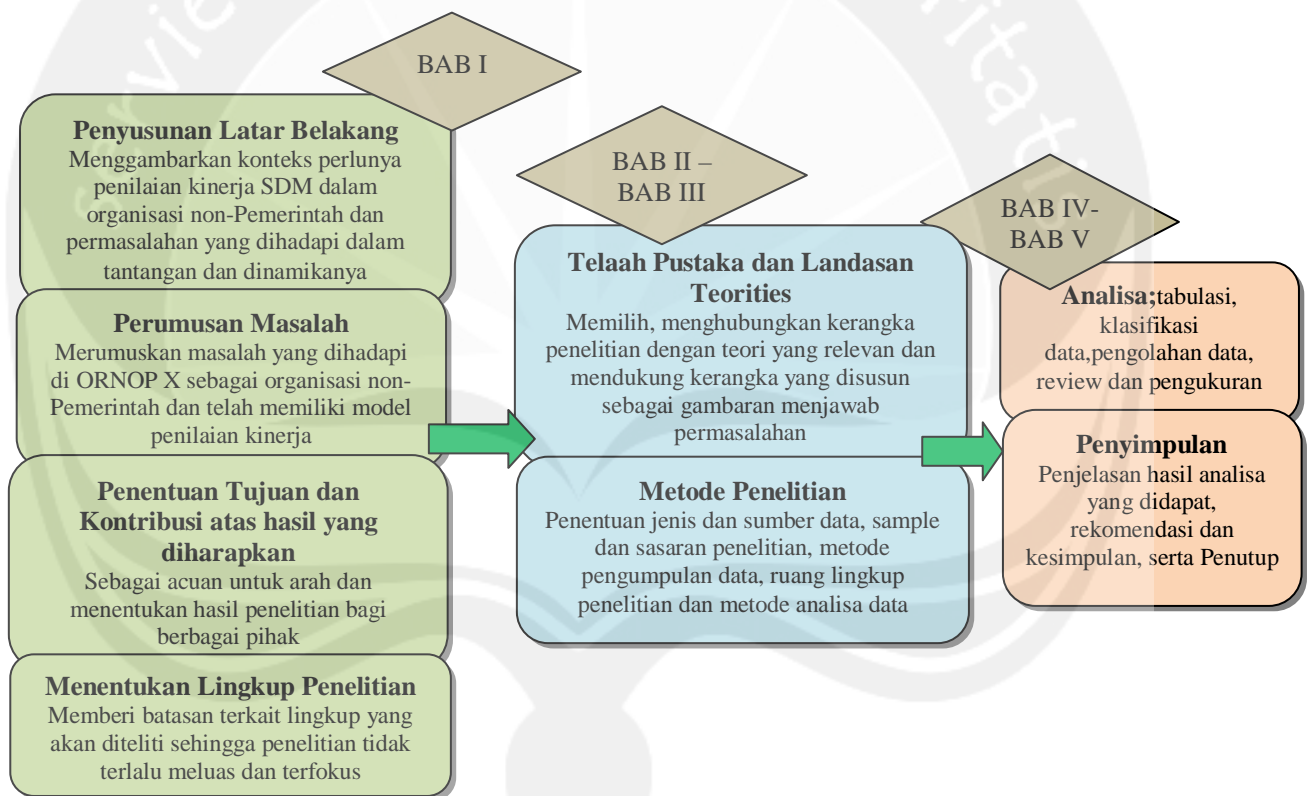 BAB I
Penyusunan Latar Belakang
Menggambarkan konteks perlunya
penilaian kinerja SDM dalam
organisasi non-Pemerintah dan
permasalahan yang dihadapi dalam
tantangan dan dinamikanya
Perumusan Masalah
Merumuskan masalah yang dihadapi
di ORNOP X sebagai organisasi non-
Pemerintah dan telah memiliki model
penilaian kinerja
Penentuan Tujuan dan
Kontribusi atas hasil yang
diharapkan
Sebagai acuan untuk arah dan
menentukan hasil penelitian bagi
berbagai pihak
Menentukan Lingkup Penelitian
Memberi batasan terkait lingkup yang
akan diteliti sehingga penelitian tidak
terlalu meluas dan terfokus
BAB II –
BAB III
Telaah Pustaka dan Landasan
Teorities
Memilih, menghubungkan kerangka
penelitian dengan teori yang relevan dan
mendukung kerangka yang disusun
sebagai gambaran menjawab
permasalahan
Metode Penelitian
Penentuan jenis dan sumber data, sample
dan sasaran penelitian, metode
pengumpulan data, ruang lingkup
penelitian dan metode analisa data
BAB IV-
BAB V
Analisa;tabulasi,
klasifikasi
data,pengolahan data,
review dan pengukuran
Penyimpulan
Penjelasan hasil analisa
yang didapat,
rekomendasi dan
kesimpulan, serta Penutup